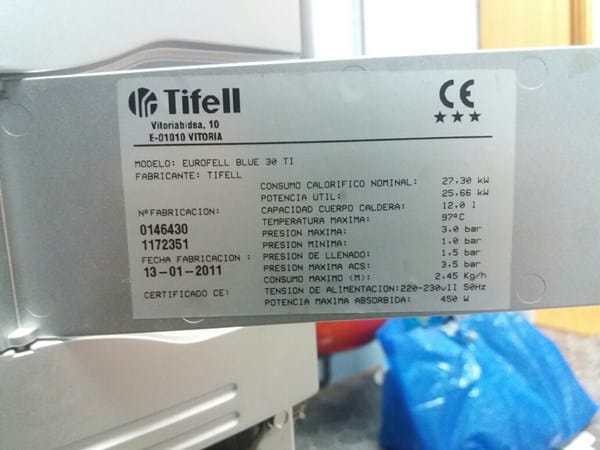 Tifell
CE
Vitoriabidea, 10
E-01010 VITORIA
★★★
MODELO: EUROFELL BLUE 30 TI
FABRICANTE: TIFELL
CONSUMO CALORIFICO NOMINAL: 27.30 kW
POTENCIA UTIL: 25.66 kW
CAPACIDAD CUERPO CALDERA: 12.0 l
TEMPERATURA MAXIMA: 97ºC
PRESION MAXIMA: 3.0 bar
PRESION MINIMA: 1.0 bar
PRESION DE LLENADO: 1.5 bar
PRESION MAXIMA ACS: 3.5 bar
CONSUMO MAXIMO (M): 2.45 Kg/h
TENSION DE ALIMENTACION: 220-230vII 50Hz
POTENCIA MAXIMA ABSORBIDA: 450 W
NºFABRICACION:
0146430
1172351
FECHA FABRICACION :
13-01-2011
CERTIFICADO CE: